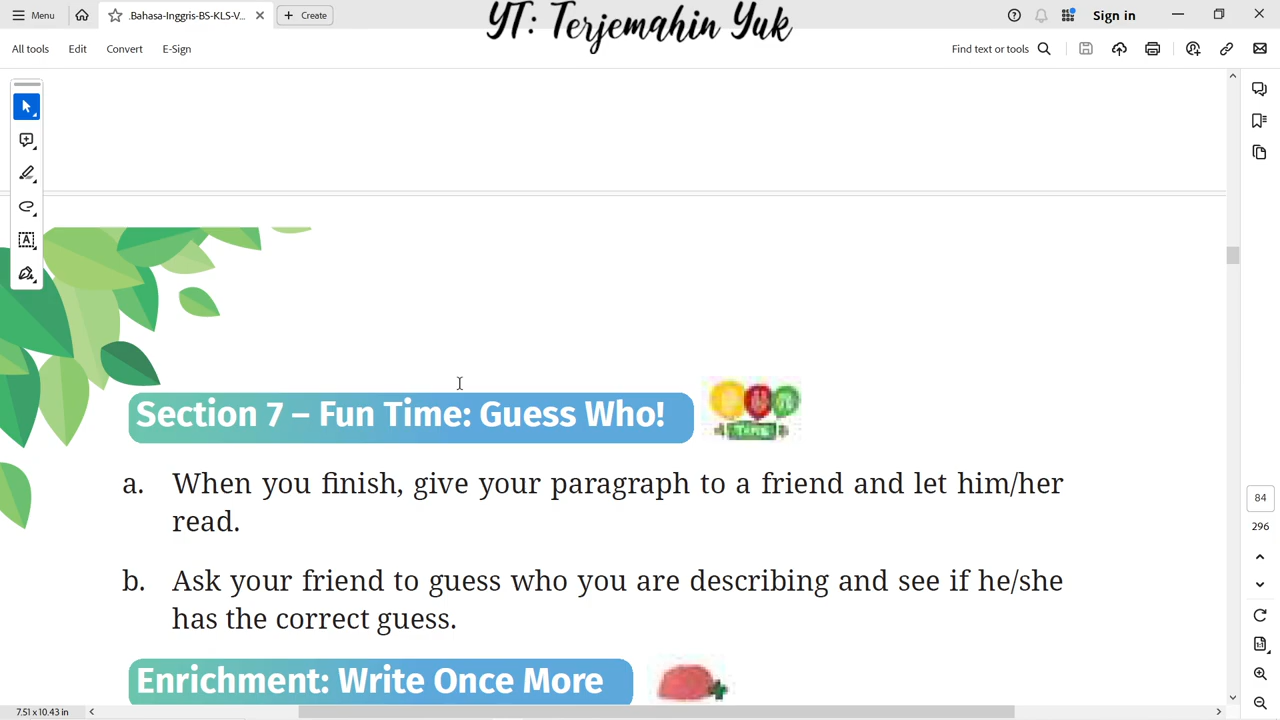 Menu
.Bahasa-Inggris-BS-KLS-V...
Create
YT: Terjemahin Yuk
Sign in
All tools
Edit
Convert
E-Sign
Find text or tools
Section 7 – Fun Time: Guess Who!
a. When you finish, give your paragraph to a friend and let him/her
read.
b. Ask your friend to guess who you are describing and see if he/she
has the correct guess.
Enrichment: Write Once More
84
296
7.51 x 10.43 in